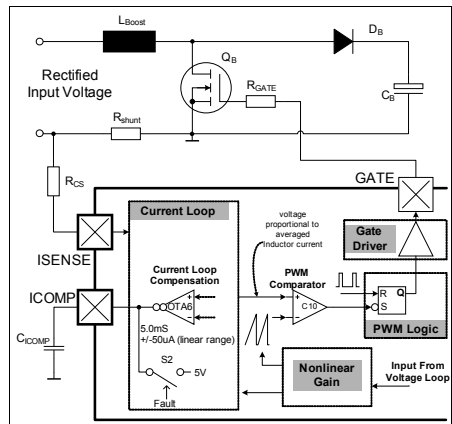 LBoost
DB
Rectified
Input Voltage
QB
RGATE
CB
Rshunt
RCS
GATE
Current Loop
voltage
proportional to
averaged
Inductor current
Gate
Driver
ISENSE
Current Loop
Compensation
PWM
Comparator
ICOMP
OTA6
C10
R
Q
S
PWM Logic
CICOMP
5.0mS
+/-50uA (linear range)
S2
5V
Fault
Nonlinear
Gain
Input From
Voltage Loop